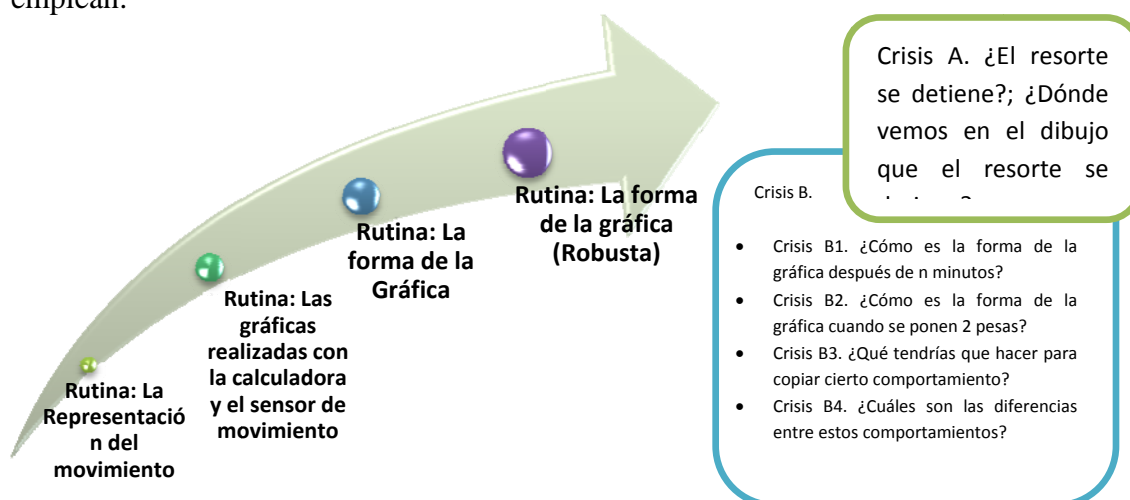 Rutina: La
Representació
n del
movimiento
Rutina: Las
gráficas
realizadas con
la calculadora
y el sensor de
movimiento
Rutina: La
forma de la
Gráfica
Rutina: La forma
de la gráfica
(Robusta)
Crisis A. ¿El resorte
se detiene?; ¿Dónde
vemos en el dibujo
que el resorte se
Crisis B.
• Crisis B1. ¿Cómo es la forma de la
gráfica después de n minutos?
• Crisis B2. ¿Cómo es la forma de la
gráfica cuando se ponen 2 pesas?
• Crisis B3. ¿Qué tendrías que hacer para
copiar cierto comportamiento?
• Crisis B4. ¿Cuáles son las diferencias
entre estos comportamientos?